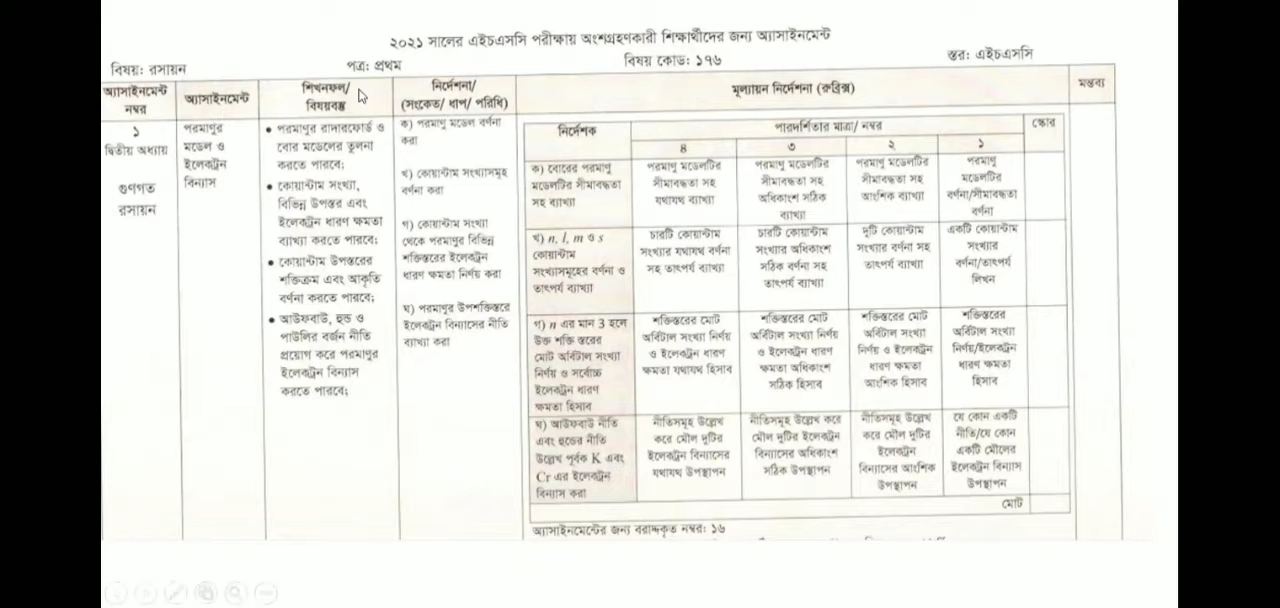 ২০২১ সালের এইচএসসি পরীক্ষায় অংশগ্রহণকারী শিক্ষার্থীদের জন্য অ্যাসাইনমেন্ট
বিষয়: রসায়ন
পত্র: প্রথম
বিষয় কোড: ১৭৬
স্তর: এইচএসসি
অ্যাসাইনমেন্ট
নম্বর
অ্যাসাইনমেন্ট
শিখনফল/
বিষয়বস্তু
নির্দেশনা/
(সংকেত/ ধাপ/ পরিধি)
মূল্যায়ন নির্দেশনা (রুব্রিক্স)
মন্তব্য
১
দ্বিতীয় অধ্যায়
গুণগত
রসায়ন
পরমাণুর
মডেল ও
ইলেকট্রন
বিন্যাস
• পরমাণুর রাদারফোর্ড ও
বোর মডেলের তুলনা
করতে পারবে;
• কোয়ান্টাম সংখ্যা,
বিভিন্ন উপস্তর এবং
ইলেকট্রন ধারণ ক্ষমতা
ব্যাখ্যা করতে পারবে;
• কোয়ান্টাম উপস্তরের
শক্তিক্রম এবং আকৃতি
বর্ণনা করতে পারবে;
• আউফবাউ, হুন্ড ও
পাউলির বর্জন নীতি
প্রয়োগ করে পরমাণুর
ইলেকট্রন বিন্যাস
করতে পারবে;
ক) পরমাণু মডেল বর্ণনা
করা
খ) কোয়ান্টাম সংখ্যাসমূহ
বর্ণনা করা
গ) কোয়ান্টাম সংখ্যা
থেকে পরমাণুর বিভিন্ন
শক্তিস্তরের ইলেকট্রন
ধারণ ক্ষমতা নির্ণয় করা
ঘ) পরমাণুর উপশক্তিস্তরে
ইলেকট্রন বিন্যাসের নীতি
ব্যাখ্যা করা
নির্দেশক
পারদর্শিতার মাত্রা/ নম্বর
স্কোর
৪
৩
২
১
ক) বোরের পরমাণু
মডেলটির সীমাবদ্ধতা
সহ ব্যাখ্যা
পরমাণু মডেলটির
সীমাবদ্ধতা সহ
যথাযথ ব্যাখ্যা
পরমাণু মডেলটির
সীমাবদ্ধতা সহ
অধিকাংশ সঠিক
ব্যাখ্যা
পরমাণু মডেলটির
সীমাবদ্ধতা সহ
আংশিক ব্যাখ্যা
পরমাণু
মডেলটির
বর্ণনা/সীমাবদ্ধতা
বর্ণনা
খ) n, l, m ও s
কোয়ান্টাম
সংখ্যাসমূহের বর্ণনা ও
তাৎপর্য ব্যাখ্যা
চারটি কোয়ান্টাম
সংখ্যার যথাযথ বর্ণনা
সহ তাৎপর্য ব্যাখ্যা
চারটি কোয়ান্টাম
সংখ্যার অধিকাংশ
সঠিক বর্ণনা সহ
তাৎপর্য ব্যাখ্যা
দুটি কোয়ান্টাম
সংখ্যার বর্ণনা সহ
তাৎপর্য ব্যাখ্যা
একটি কোয়ান্টাম
সংখ্যার
বর্ণনা/তাৎপর্য
লিখন
গ) n এর মান 3 হলে
উক্ত শক্তি স্তরের
মোট অর্বিটাল সংখ্যা
নির্ণয় ও সর্বোচ্চ
ইলেকট্রন ধারণ
ক্ষমতা হিসাব
শক্তিস্তরের মোট
অর্বিটাল সংখ্যা নির্ণয়
ও ইলেকট্রন ধারণ
ক্ষমতা যথাযথ হিসাব
শক্তিস্তরের মোট
অর্বিটাল সংখ্যা নির্ণয়
ও ইলেকট্রন ধারণ
ক্ষমতা অধিকাংশ
সঠিক হিসাব
শক্তিস্তরের মোট
অর্বিটাল সংখ্যা
নির্ণয় ও ইলেকট্রন
ধারণ ক্ষমতা
আংশিক হিসাব
শক্তিস্তরের
অর্বিটাল সংখ্যা
নির্ণয়/ইলেকট্রন
ধারণ ক্ষমতা
হিসাব
ঘ) আউফবাউ নীতি
এবং হুন্ডের নীতি
উল্লেখ পূর্বক K এবং
Cr এর ইলেকট্রন
বিন্যাস করা
নীতিসমূহ উল্লেখ
করে মৌল দুটির
ইলেকট্রন বিন্যাসের
যথাযথ উপস্থাপন
নীতিসমূহ উল্লেখ করে
মৌল দুটির ইলেকট্রন
বিন্যাসের অধিকাংশ
সঠিক উপস্থাপন
নীতিসমূহ উল্লেখ
করে মৌল দুটির
ইলেকট্রন
বিন্যাসের আংশিক
উপস্থাপন
যে কোন একটি
নীতি/যে কোন
একটি মৌলের
ইলেকট্রন বিন্যাস
উপস্থাপন
মোট
অ্যাসাইনমেন্টের জন্য বরাদ্দকৃত নম্বর: ১৬